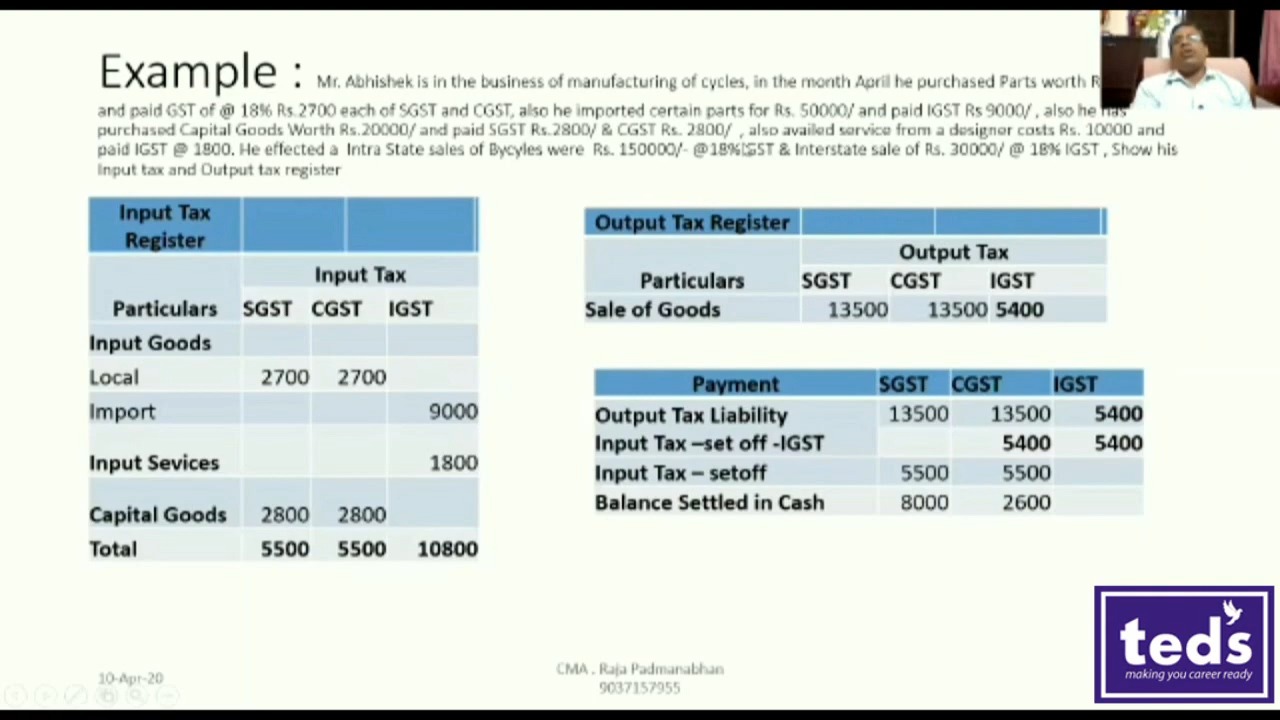 Example : Mr. Abhishek is in the business of manufacturing of cycles, in the month April he purchased Parts worth
and paid GST of @ 18% Rs.2700 each of SGST and CGST, also he imported certain parts for Rs. 50000/ and paid IGST Rs 9000/ , also he has
purchased Capital Goods Worth Rs.20000/ and paid SGST Rs.2800/ & CGST Rs. 2800/ , also availed service from a designer costs Rs. 10000 and
paid IGST @ 1800. He effected a Intra State sales of Bycyles were Rs. 150000/- @18% & Interstate sale of Rs. 30000/ @ 18% IGST , Show his
Input tax and Output tax register
Input Tax
Register
Input Tax
Particulars SGST CGST IGST
Input Goods
Local 2700 2700
Import 9000
Input Sevices 1800
Capital Goods 2800 2800
Total 5500 5500 10800
Output Tax Register
Output Tax
Particulars SGST CGST IGST
Sale of Goods 13500 13500 5400
Payment SGST CGST IGST
Output Tax Liability 13500 13500 5400
Input Tax –set off -IGST 5400 5400
Input Tax – setoff 5500 5500
Balance Settled in Cash 8000 2600
10-Apr-20
CMA . Raja Padmanabhan
9037157955
ted's
making you career ready